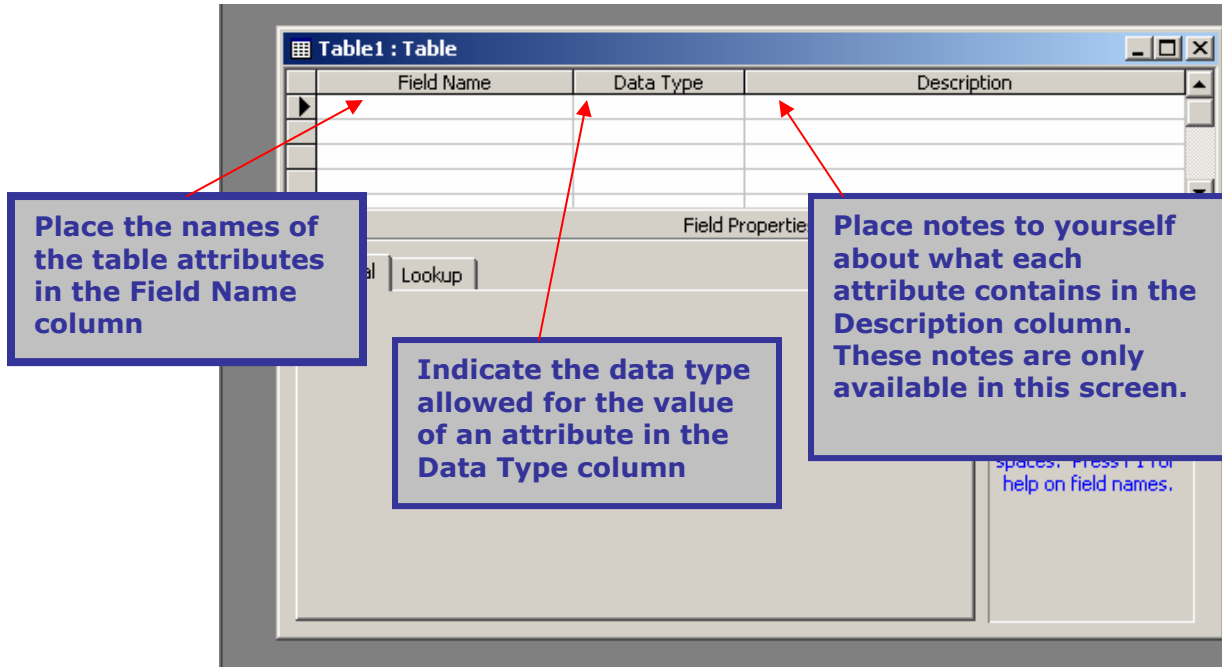 Table1 : Table
Field Name Data Type Description
Place the names of
the table attributes
in the Field Name
column
Indicate the data type
allowed for the value
of an attribute in the
Data Type column
Place notes to yourself
about what each
attribute contains in the
Description column.
These notes are only
available in this screen.
Field
Lookup
help on field names.